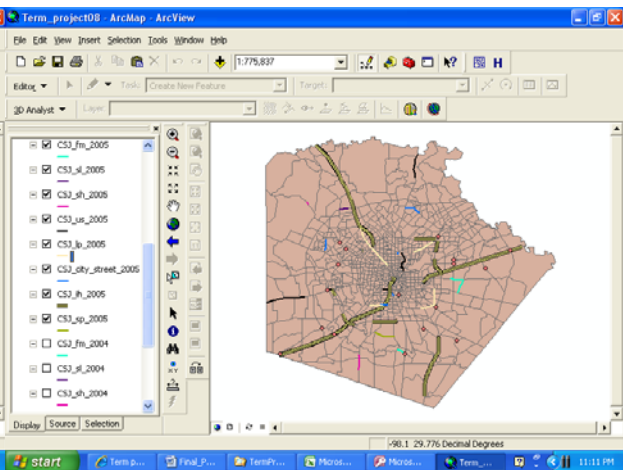 Term_project08 - ArcMap - ArcView
File Edit View Insert Selection Tools Window Help
1:775,837
Editor Task: Create New Feature Target:
3D Analyst Layer:
CSJ_fm_2005
CSJ_sl_2005
CSJ_sh_2005
CSJ_us_2005
CSJ_lp_2005
CSJ_city_street_2005
CSJ_ih_2005
CSJ_sp_2005
CSJ_fm_2004
CSJ_sl_2004
CSJ_sh_2004
Display Source Selection
-98.1 29.776 Decimal Degrees
start Term p... Final_P... TermPr... Micros... Micros... Term_... 11:11 PM